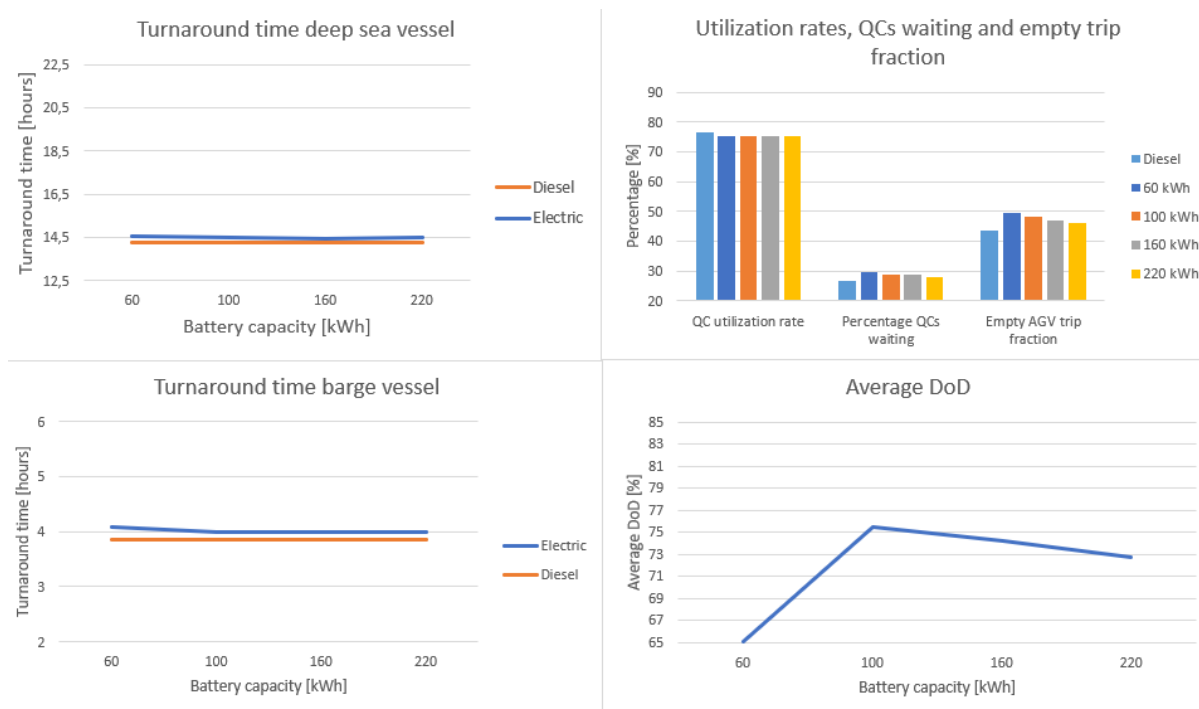 Turnaround time deep sea vessel
Turnaround time [hours]
22,5
20,5
18,5
16,5
14,5
12,5
60 100 160 220
Battery capacity [kWh]
Diesel
Electric
Utilization rates, QCs waiting and empty trip
fraction
Percentage [%]
90
80
70
60
50
40
30
20
QC utilization rate
Percentage QCs
waiting
Empty AGV trip
fraction
Diesel
60 kWh
100 kWh
160 kWh
220 kWh
Turnaround time barge vessel
Turnaround time [hours]
6
5
4
3
2
60 100 160 220
Battery capacity [kWh]
Electric
Diesel
Average DoD
Average DoD [%]
85
83
81
79
77
75
73
71
69
67
65
60 100 160 220
Battery capacity [kWh]